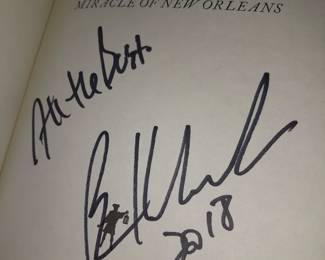 MIRACLE OF NEW ORLEANS
All the best.
2018